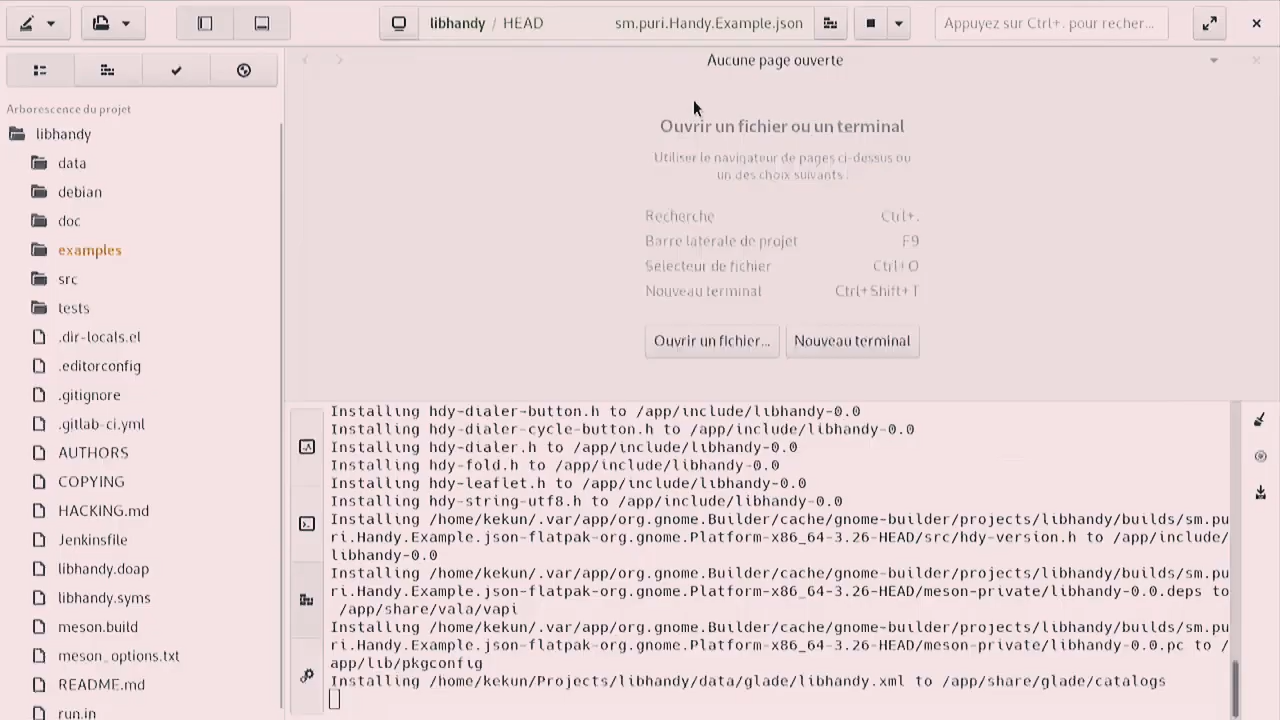 libhandy / HEAD
sm.puri.Handy.Example.json
Appuyez sur Ctrl+. pour recher...
Aucune page ouverte
Arborescence du projet
libhandy
data
debian
doc
examples
src
tests
.dir-locals.el
.editorconfig
.gitignore
.gitlab-ci.yml
AUTHORS
COPYING
HACKING.md
Jenkinsfile
libhandy.doap
libhandy.syms
meson.build
meson_options.txt
README.md
run.in
Ouvrir un fichier ou un terminal
Utiliser le navigateur de pages ci-dessus ou
un des choix suivants :
Recherche Ctrl+.
Barre latérale de projet F9
Sélecteur de fichier Ctrl+O
Nouveau terminal Ctrl+Shift+T
Ouvrir un fichier...
Nouveau terminal
Installing hdy-dialer-button.h to /app/include/libhandy-0.0
Installing hdy-dialer-cycle-button.h to /app/include/libhandy-0.0
Installing hdy-dialer.h to /app/include/libhandy-0.0
Installing hdy-fold.h to /app/include/libhandy-0.0
Installing hdy-leaflet.h to /app/include/libhandy-0.0
Installing hdy-string-utf8.h to /app/include/libhandy-0.0
Installing /home/kekun/.var/app/org.gnome.Builder/cache/gnome-builder/projects/libhandy/builds/sm.pu
ri.Handy.Example.json-flatpak-org.gnome.Platform-x86_64-3.26-HEAD/src/hdy-version.h to /app/include/
libhandy-0.0
Installing /home/kekun/.var/app/org.gnome.Builder/cache/gnome-builder/projects/libhandy/builds/sm.pu
ri.Handy.Example.json-flatpak-org.gnome.Platform-x86_64-3.26-HEAD/meson-private/libhandy-0.0.deps to
/app/share/vala/vapi
Installing /home/kekun/.var/app/org.gnome.Builder/cache/gnome-builder/projects/libhandy/builds/sm.pu
ri.Handy.Example.json-flatpak-org.gnome.Platform-x86_64-3.26-HEAD/meson-private/libhandy-0.0.pc to /
app/lib/pkgconfig
Installing /home/kekun/Projects/libhandy/data/glade/libhandy.xml to /app/share/glade/catalogs